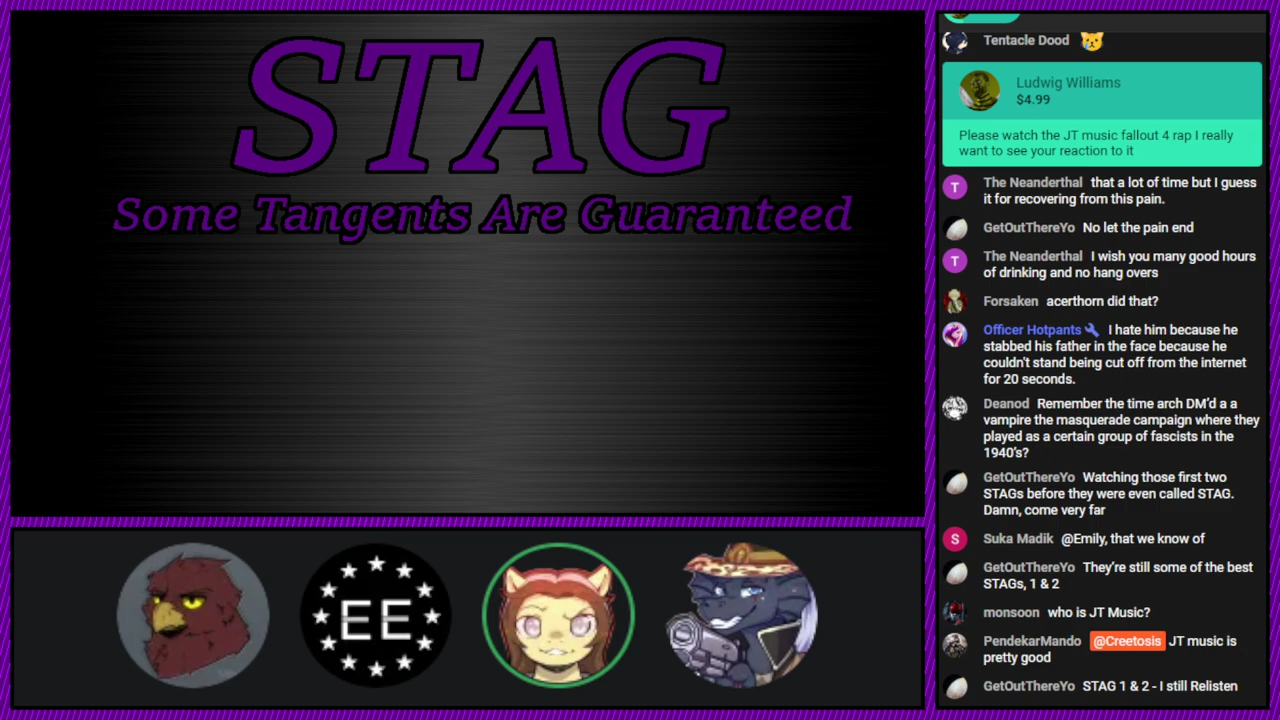 STAG
Some Tangents Are Guaranteed
EE
Tentacle Dood
Ludwig Williams
$4.99
Please watch the JT music fallout 4 rap I really
want to see your reaction to it
T
The Neanderthal that a lot of time but I guess
it for recovering from this pain.
GetOutThereYo No let the pain end
T
The Neanderthal I wish you many good hours
of drinking and no hang overs
Forsaken acerthorn did that?
Officer Hotpants I hate him because he
stabbed his father in the face because he
couldn't stand being cut off from the internet
for 20 seconds.
Deanod Remember the time arch DM'd a a
vampire the masquerade campaign where they
played as a certain group of fascists in the
1940's?
GetOutThereYo Watching those first two
STAGs before they were even called STAG.
Damn, come very far
S
Suka Madik @Emily, that we know of
GetOutThereYo They're still some of the best
STAGs, 1 & 2
monsoon who is JT Music?
PendekarMando @Creetosis JT music is
pretty good
GetOutThereYo STAG 1 & 2 - I still Relisten